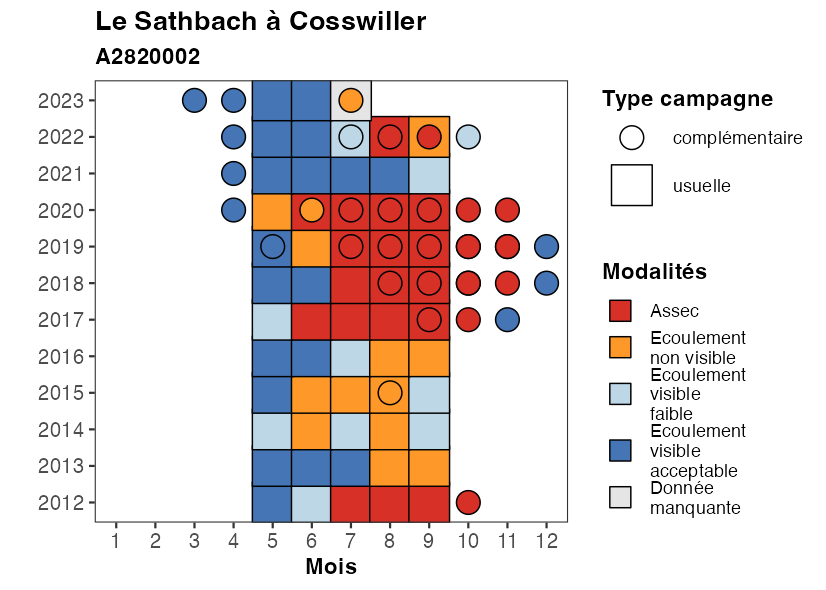 Le Sathbach à Cosswiller
A2820002
2023
2022
2021
2020
2019
2018
2017
2016
2015
2014
2013
2012
1 2 3 4 5 6 7 8 9 10 11 12
Mois
Type campagne
complémentaire
usuelle
Modalités
Assec
Ecoulement
non visible
Ecoulement
visible
faible
Ecoulement
visible
acceptable
Donnée
manquante